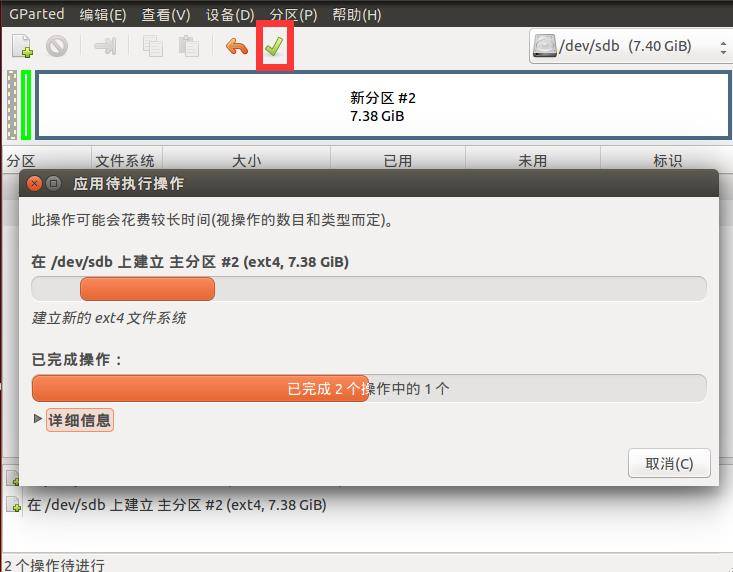 GParted 编辑(E) 查看(V) 设备(D) 分区(P) 帮助(H)
/dev/sdb (7.40 GiB)
新分区 #2
7.38 GiB
分区 文件系统 大小 已用 未用 标识
应用待执行操作
此操作可能会花费较长时间(视操作的数目和类型而定)。
在 /dev/sdb 上建立 主分区 #2 (ext4, 7.38 GiB)
建立新的 ext4 文件系统
已完成操作：
已完成 2 个操作中的 1 个
详细信息
取消(C)
在 /dev/sdb 上建立 主分区 #2 (ext4, 7.38 GiB)
2 个操作待进行